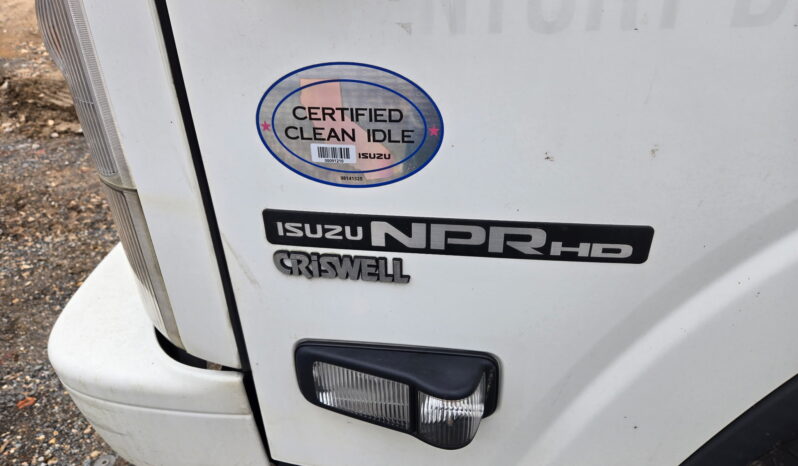 CERTIFIED
CLEAN IDLE
ISUZU
ISUZU NPR HD
CRiSWELL